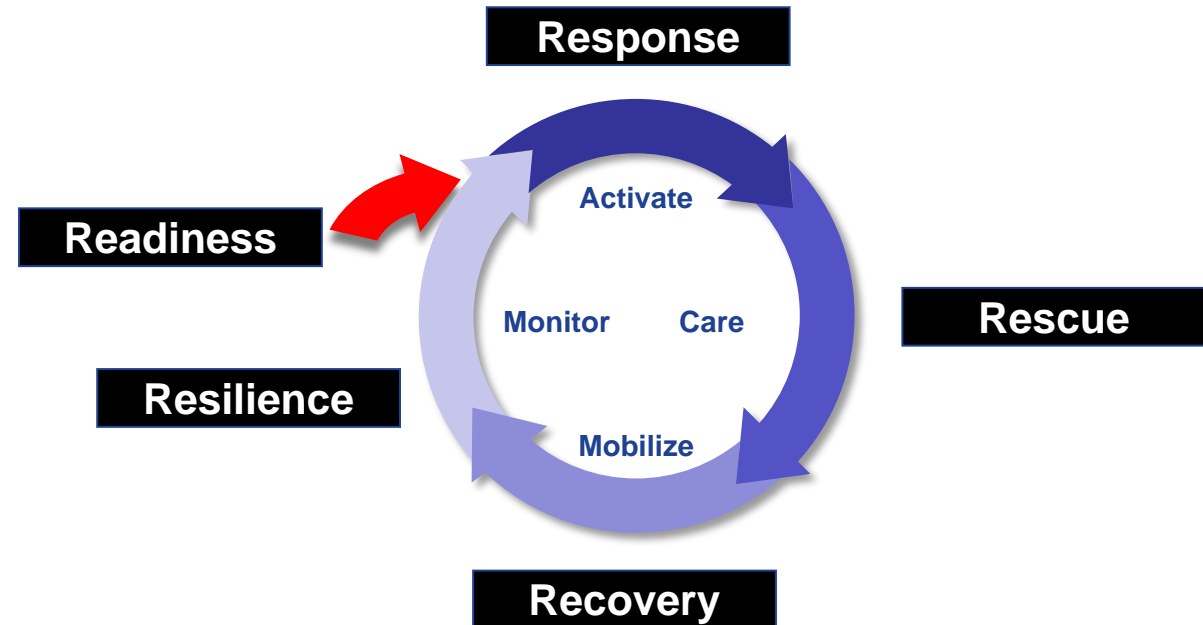 Response
Activate
Readiness
Monitor
Care
Rescue
Resilience
Mobilize
Recovery